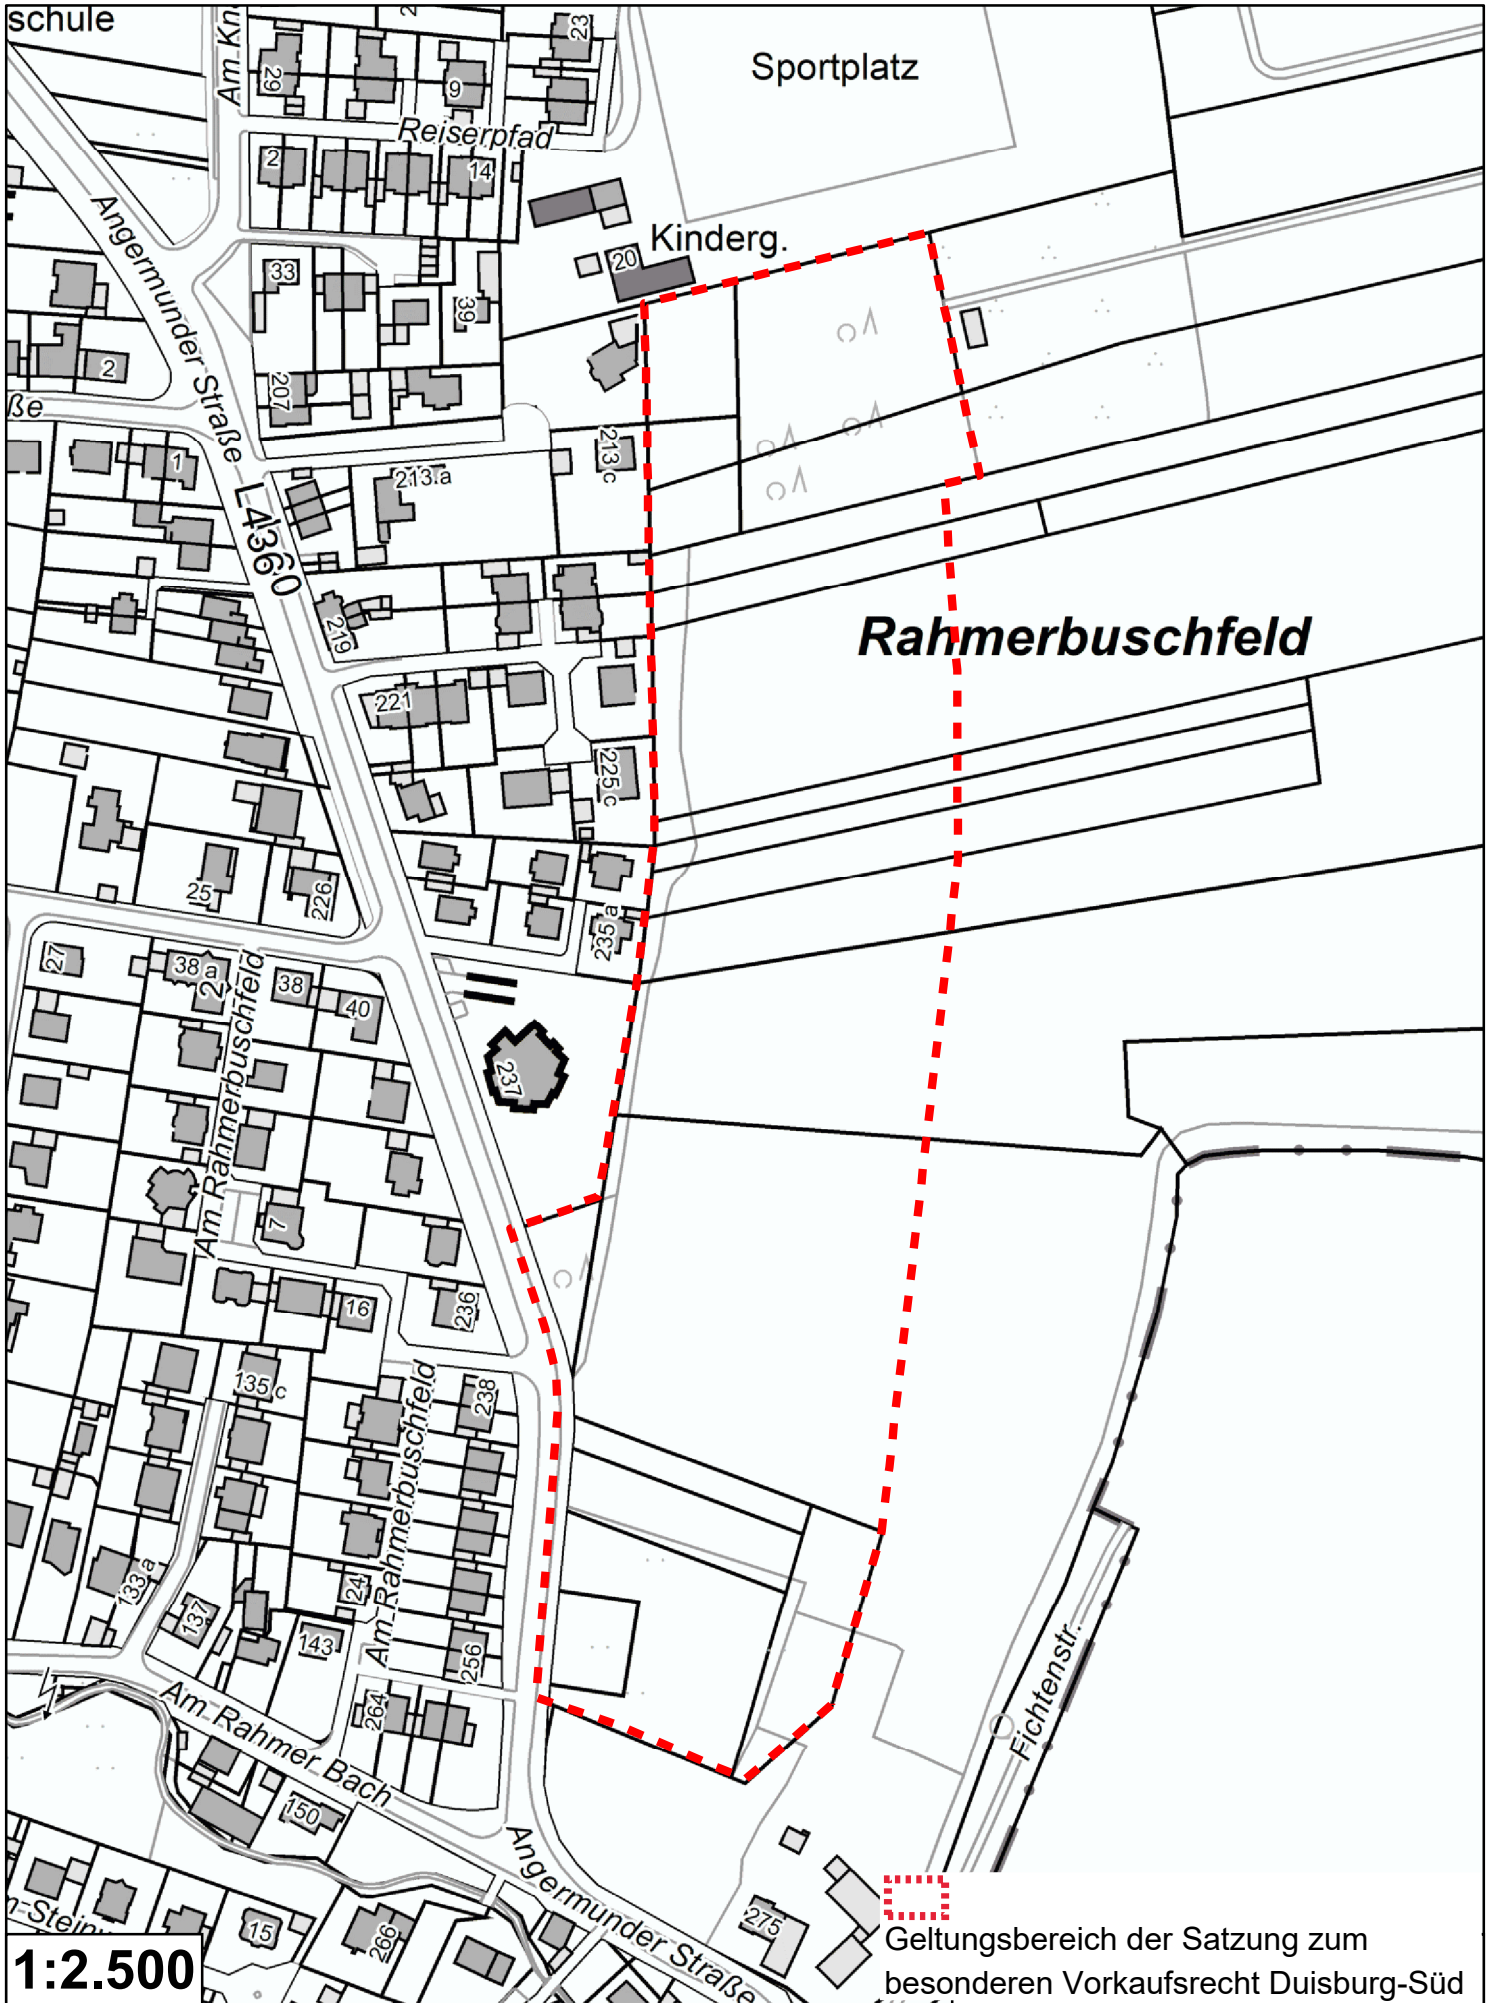 schule
Am Kn
29
9
23
Sportplatz
Reiserpfad
2
14
Angermunder Straße
Kinderg.
20
33
39
2
207
ße
1
213 a
213 c
L 4360
219
Rahmerbuschfeld
221
225 c
25
226
235 a
27
38 a
2
38
40
Am Rahmerbuschfeld
237
7
16
236
135 c
238
Am Rahmerbuschfeld
133 a
137
24
143
256
264
Am Rahmer Bach
Fichtenstr.
150
Angermunder Straße
275
15
266
1:2.500
Geltungsbereich der Satzung zum
besonderen Vorkaufsrecht Duisburg-Süd